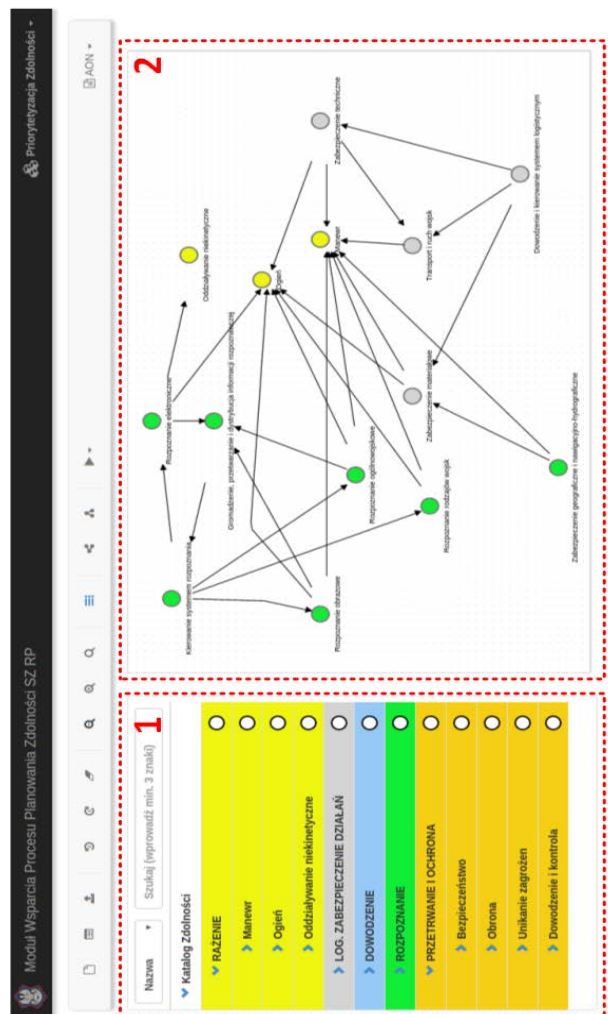 Moduł Wsparcia Procesu Planowania Zdolności SZ RP
Priorytetyzacja Zdolności
AON
1
Nazwa
Szukaj (wprowadź min. 3 znaki)
Katalog Zdolności
RAŻENIE
Manewr
Ogień
Oddziaływanie niekinetyczne
LOG. ZABEZPIECZENIE DZIAŁAŃ
DOWODZENIE
ROZPOZNANIE
PRZETRWANIE I OCHRONA
Bezpieczeństwo
Obrona
Unikanie zagrożen
Dowodzenie i kontrola
2
Kierowanie systemem rozpoznania
Rozpoznanie elektroniczne
Oddziaływanie niekinetyczne
Gromadzenie, przetwarzanie i dystrybucja informacji rozpoznawczej
Ogień
Rozpoznanie obrazowe
Manewr
Zabezpieczenie techniczne
Rozpoznanie ogólnowojskowe
Rozpoznanie rodzajów wojsk
Zabezpieczenie materiałowe
Transport i ruch wojsk
Zabezpieczenie geograficzne i nawigacyjno-hydrograficzne
Dowodzenie i kierowanie systemem logistycznym